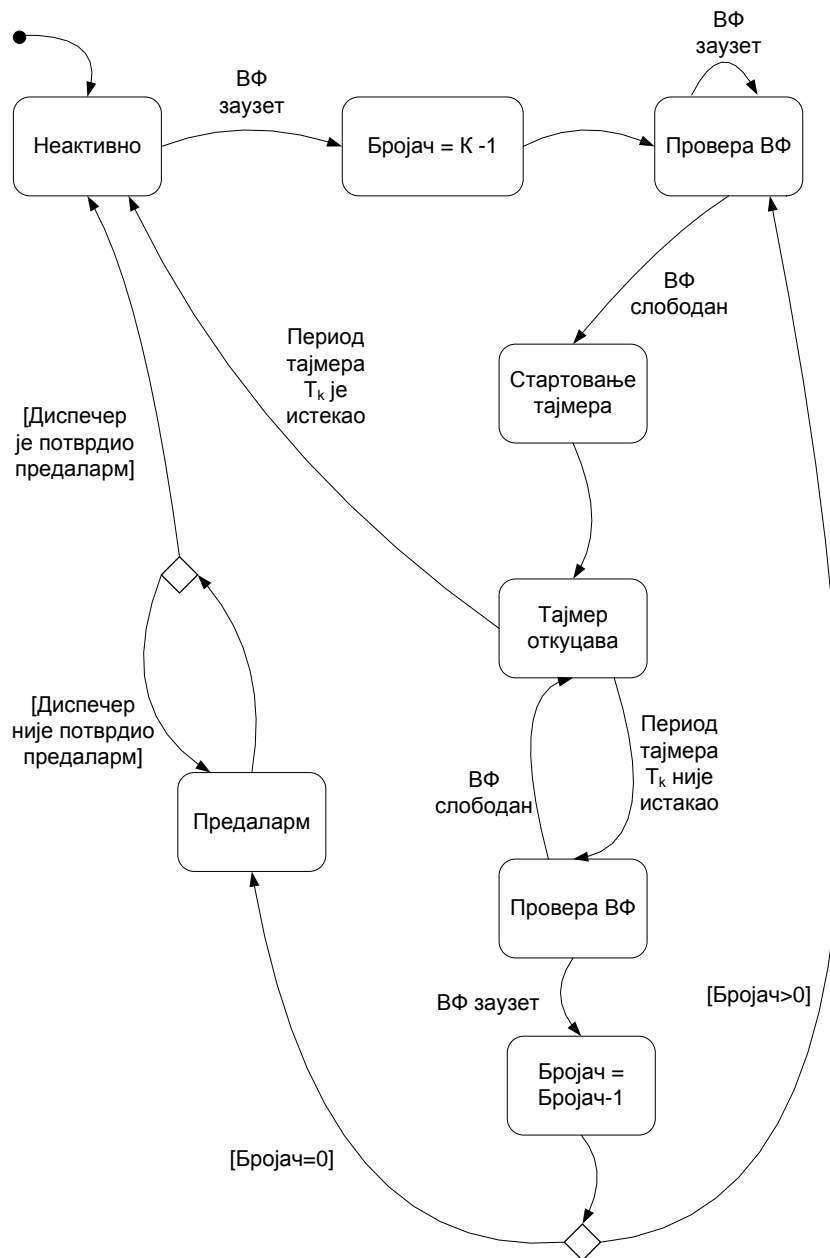 ВФ
заузет
ВФ
заузет
Неактивно
Бројач = К -1
Провера ВФ
ВФ
слободан
Период
тајмера
Tk је
истекао
Стартовање
тајмера
[Диспечер
је потврдио
предаларм]
Тајмер
откуцава
[Диспечер
није потврдио
предаларм]
Период
тајмера
Tk није
истакао
ВФ
слободан
Предаларм
Провера ВФ
ВФ заузет
[Бројач>0]
Бројач =
Бројач-1
[Бројач=0]